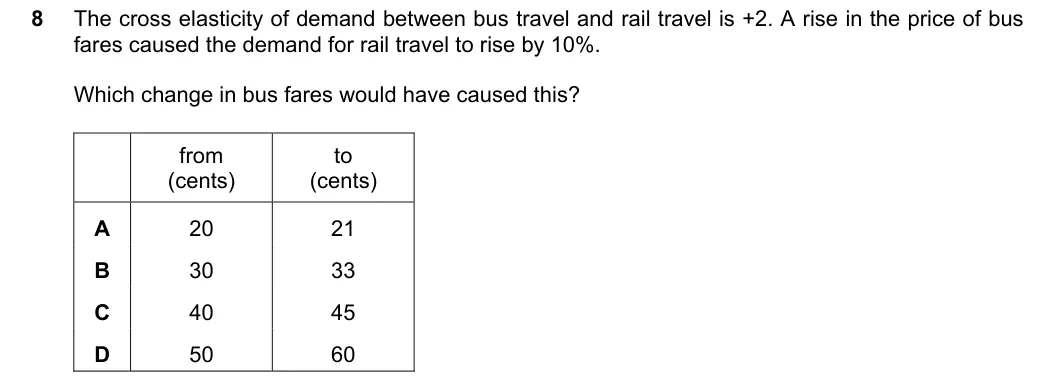 8 The cross elasticity of demand between bus travel and rail travel is +2. A rise in the price of bus
fares caused the demand for rail travel to rise by 10%.
Which change in bus fares would have caused this?
from to
(cents) (cents)
A 20 21
B 30 33
C 40 45
D 50 60